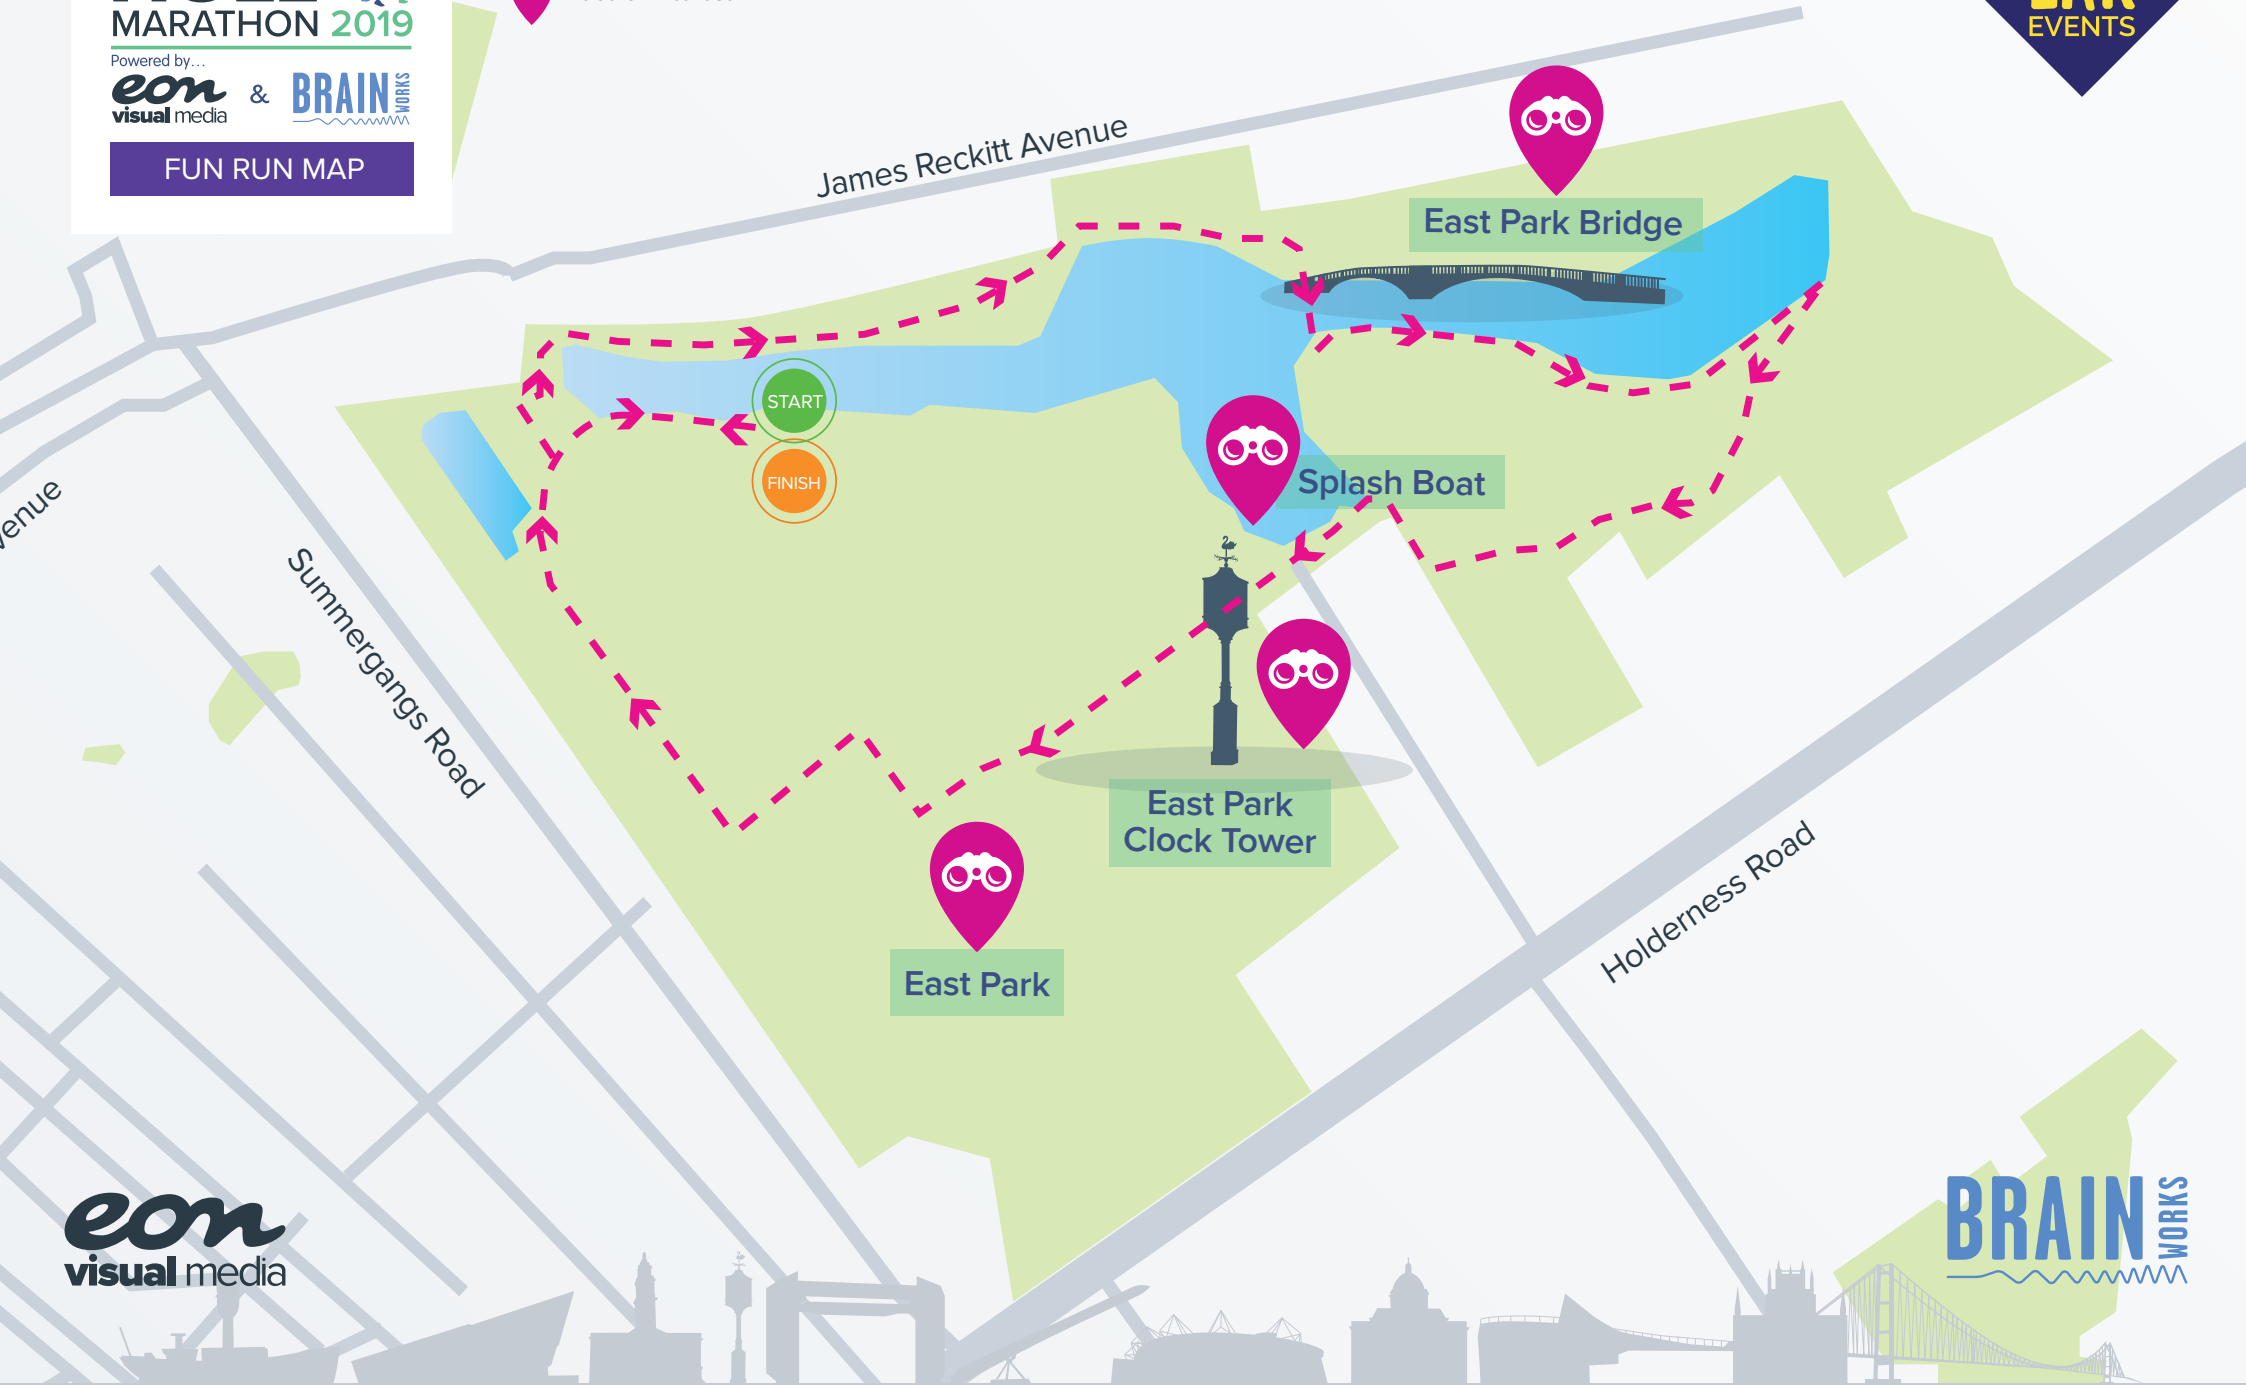 MARATHON 2019
Powered by...
eon
visual media
&
BRAIN
WORKS
FUN RUN MAP
EVENTS
James Reckitt Avenue
East Park Bridge
START
FINISH
Splash Boat
Summergangs Road
East Park
Clock Tower
Holderness Road
East Park
eon
visual media
BRAIN
WORKS